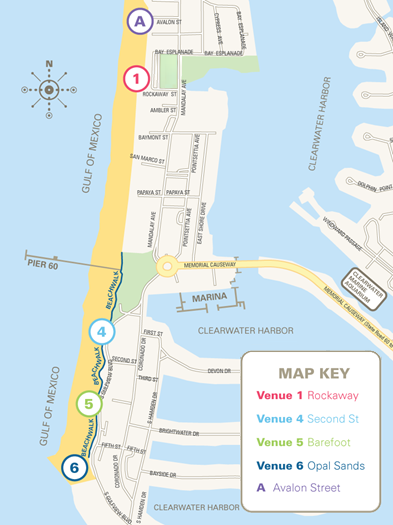 A
AVALON ST
CYPRESS AVE
BAY ESPLANADE
BAY ESPLANADE
N
1
ROCKAWAY ST
MANDALAY AVE
AMBLER ST
GULF OF MEXICO
CLEARWATER HARBOR
BAYMONT ST
POINSETTIA AVE
SAN MARCO ST
PAPAYA ST
PAPAYA ST
DOLPHIN POINT
MANDALAY AVE
POINSETTIA AVE
EAST SHORE DRIVE
WINDWARD PASSAGE
PIER 60
MEMORIAL CAUSEWAY
CLEARWATER
MARINE
AQUARIUM
BEACHWALK
MARINA
MEMORIAL CAUSEWAY (State Road 60
4
FIRST ST
CLEARWATER HARBOR
SECOND ST
CORONADO DR
BEACHWALK
S GULFVIEW BLVD
DEVON DR
THIRD ST
GULF OF MEXICO
5
S HAMDEN DR
BEACHWALK
BRIGHTWATER DR
FIFTH ST
FIFTH ST
6
CORONADO DR
BAYSIDE DR
S GULFVIEW BLVD
S HAMDEN DR
CLEARWATER HARBOR
MAP KEY
Venue 1 Rockaway
Venue 4 Second St
Venue 5 Barefoot
Venue 6 Opal Sands
A Avalon Street